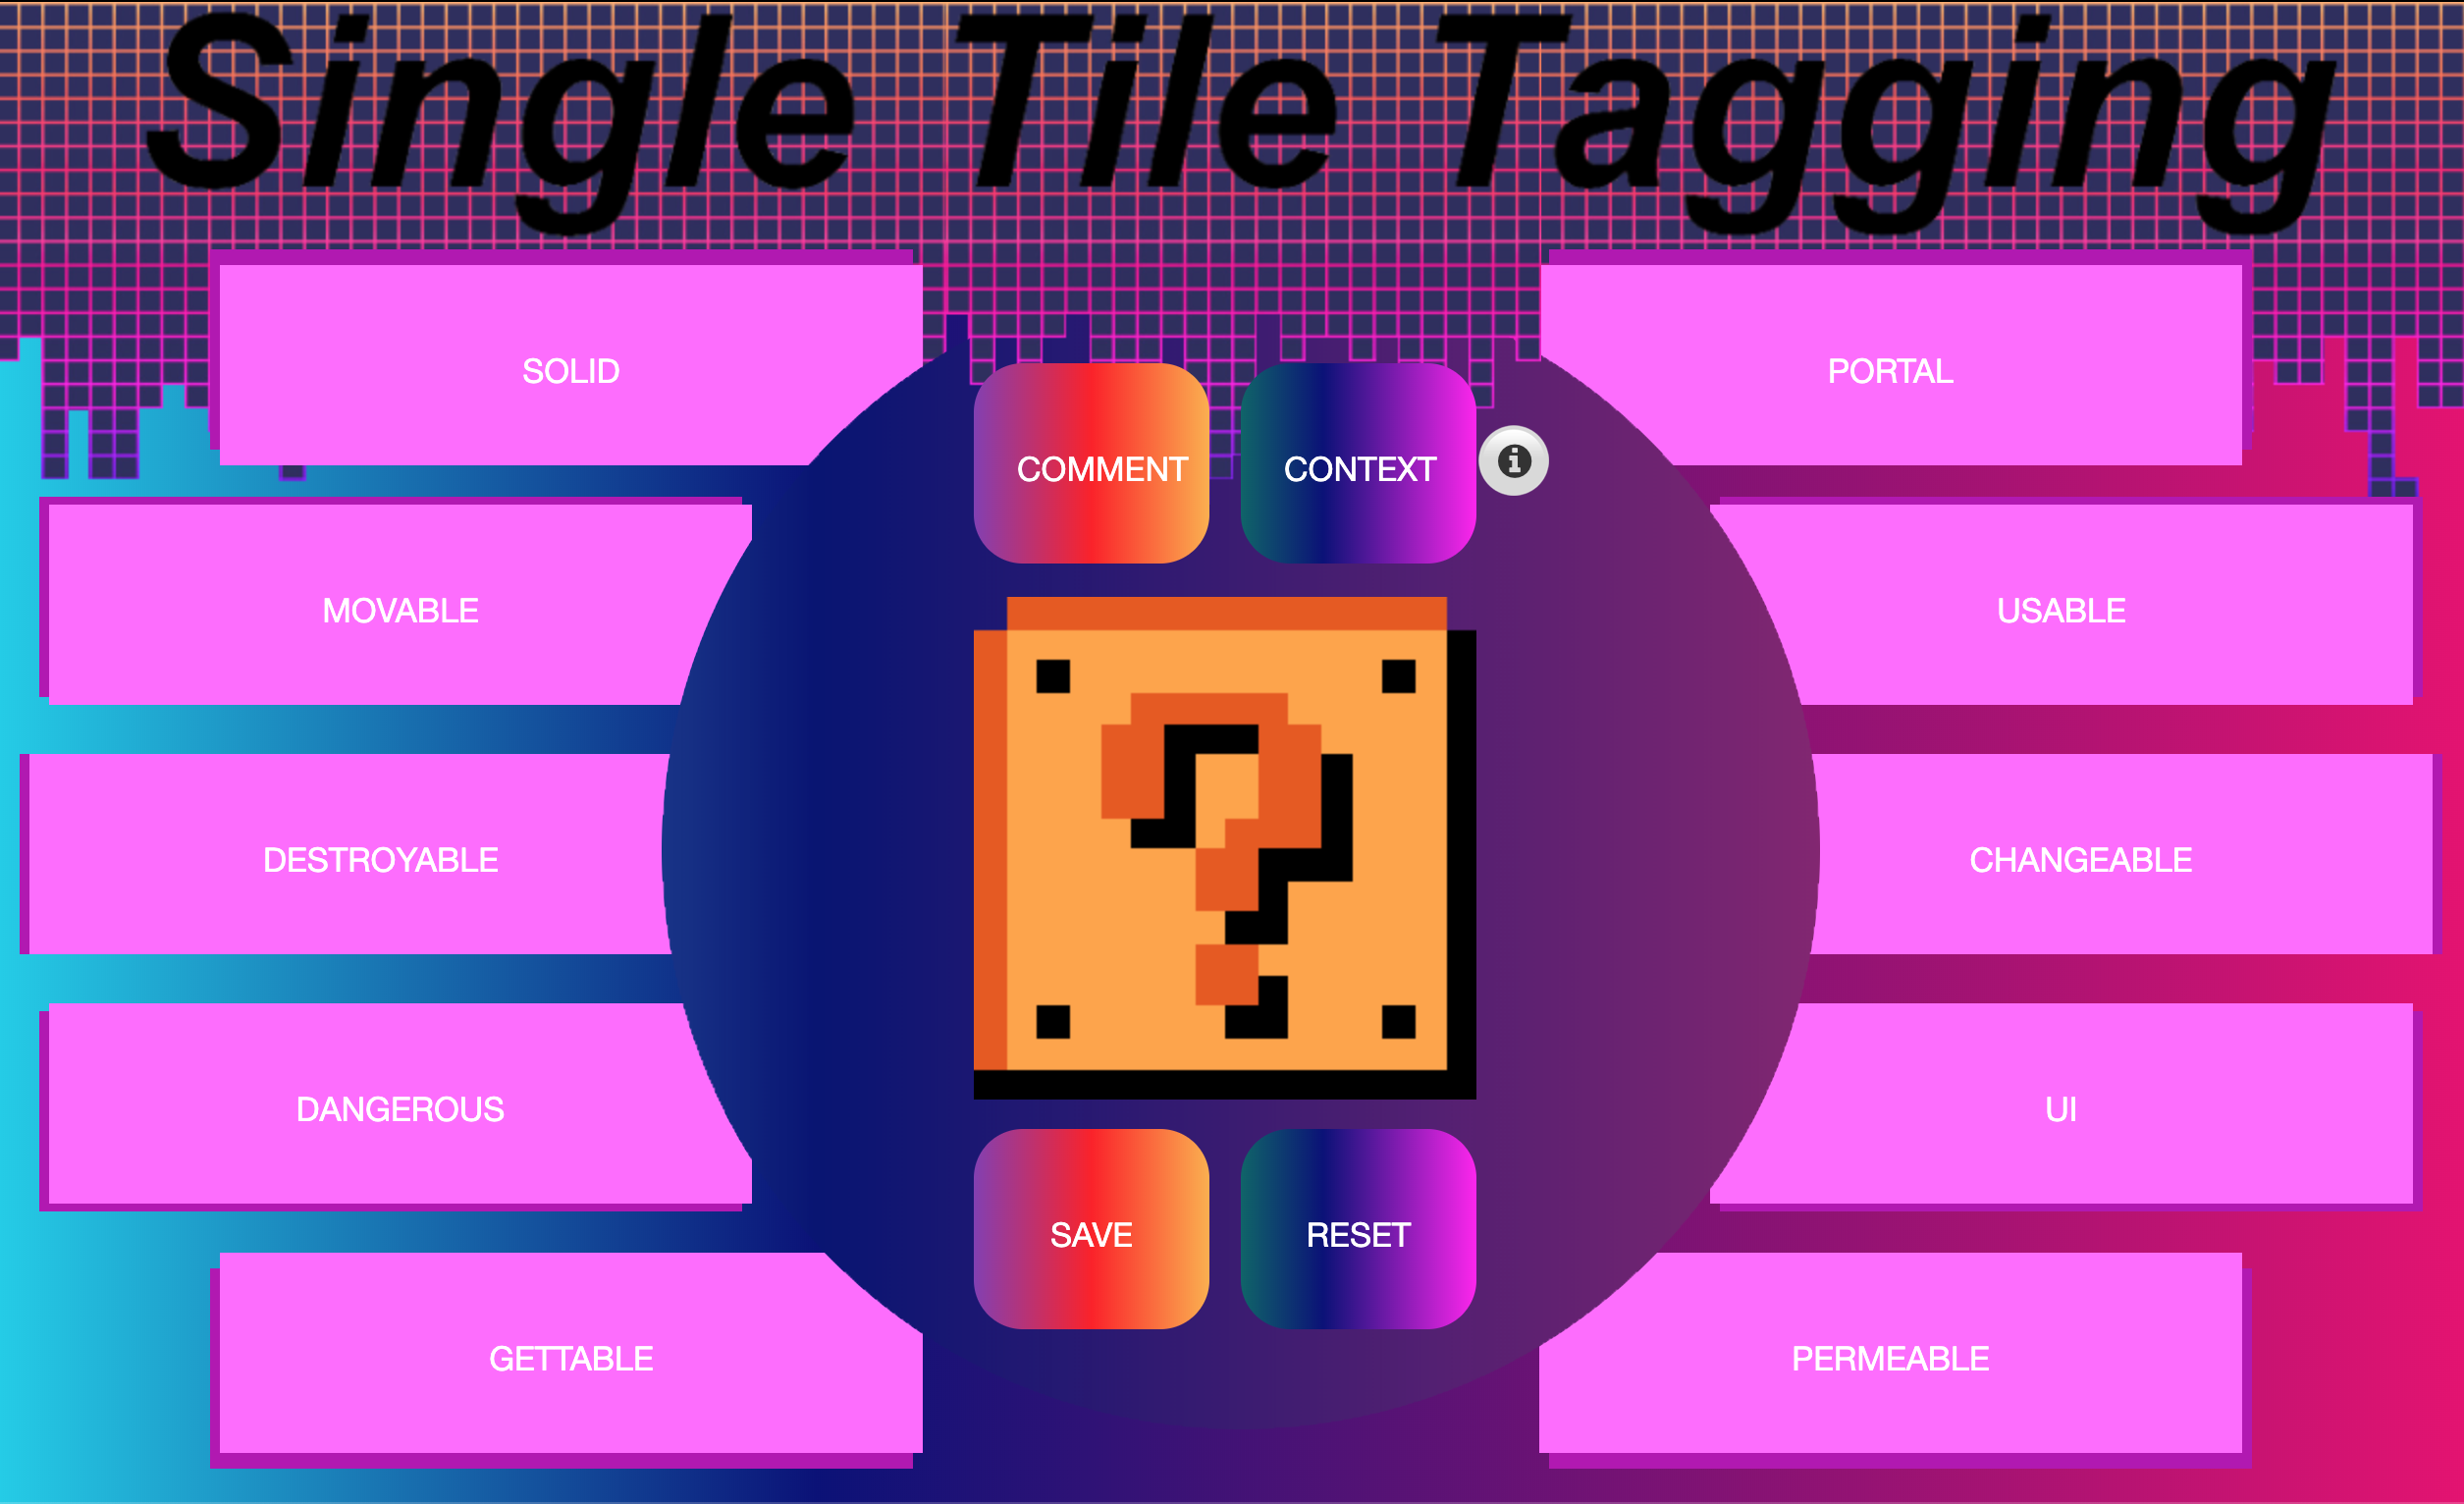 Single Tile Tagging
SOLID
PORTAL
COMMENT
CONTEXT
i
MOVABLE
USABLE
?
DESTROYABLE
CHANGEABLE
DANGEROUS
UI
SAVE
RESET
GETTABLE
PERMEABLE